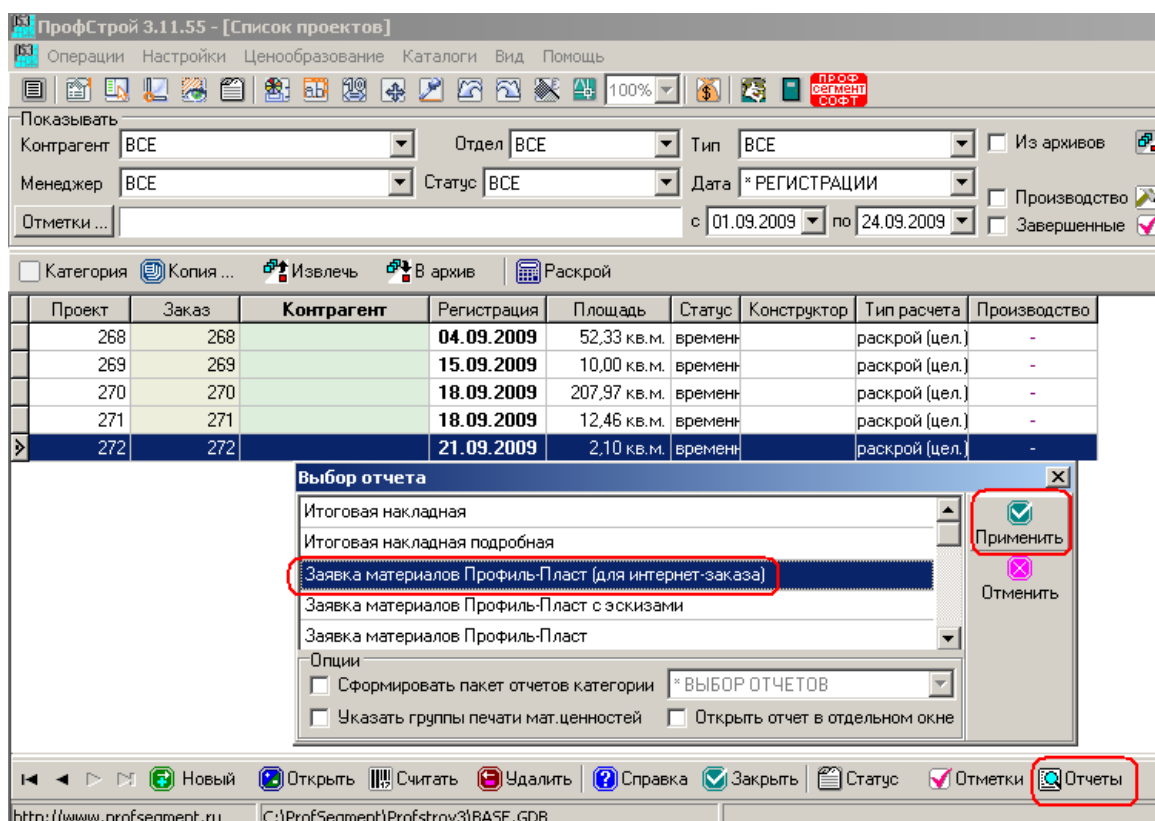 ПрофСтрой 3.11.55 - [Список проектов]
Операции Настройки Ценообразование Каталоги Вид Помощь
100% ПРОФ сегмент СОФТ
Показывать
Контрагент ВСЕ Отдел ВСЕ Тип ВСЕ Из архивов
Менеджер ВСЕ Статус ВСЕ Дата * РЕГИСТРАЦИИ Производство
Отметки ... с 01.09.2009 по 24.09.2009 Завершенные
Категория Копия ... Извлечь В архив Раскрой
Проект Заказ Контрагент Регистрация Площадь Статус Конструктор Тип расчета Производство
268 268 04.09.2009 52,33 кв.м. временн раскрой (цел.) -
269 269 15.09.2009 10,00 кв.м. временн раскрой (цел.) -
270 270 18.09.2009 207,97 кв.м. временн раскрой (цел.) -
271 271 18.09.2009 12,46 кв.м. временн раскрой (цел.) -
272 272 21.09.2009 2,10 кв.м. временн раскрой (цел.) -
Выбор отчета
Итоговая накладная
Итоговая накладная подробная
Применить
Заявка материалов Профиль-Пласт (для интернет-заказа)
Отменить
Заявка материалов Профиль-Пласт с эскизами
Заявка материалов Профиль-Пласт
Опции
Сформировать пакет отчетов категории * ВЫБОР ОТЧЕТОВ
Указать группы печати мат.ценностей Открыть отчет в отдельном окне
Новый Открыть Считать Удалить Справка Закрыть Статус Отметки Отчеты
http://www.profsegment.ru C:\ProfSegment\Profstroy3\BASE.GDB